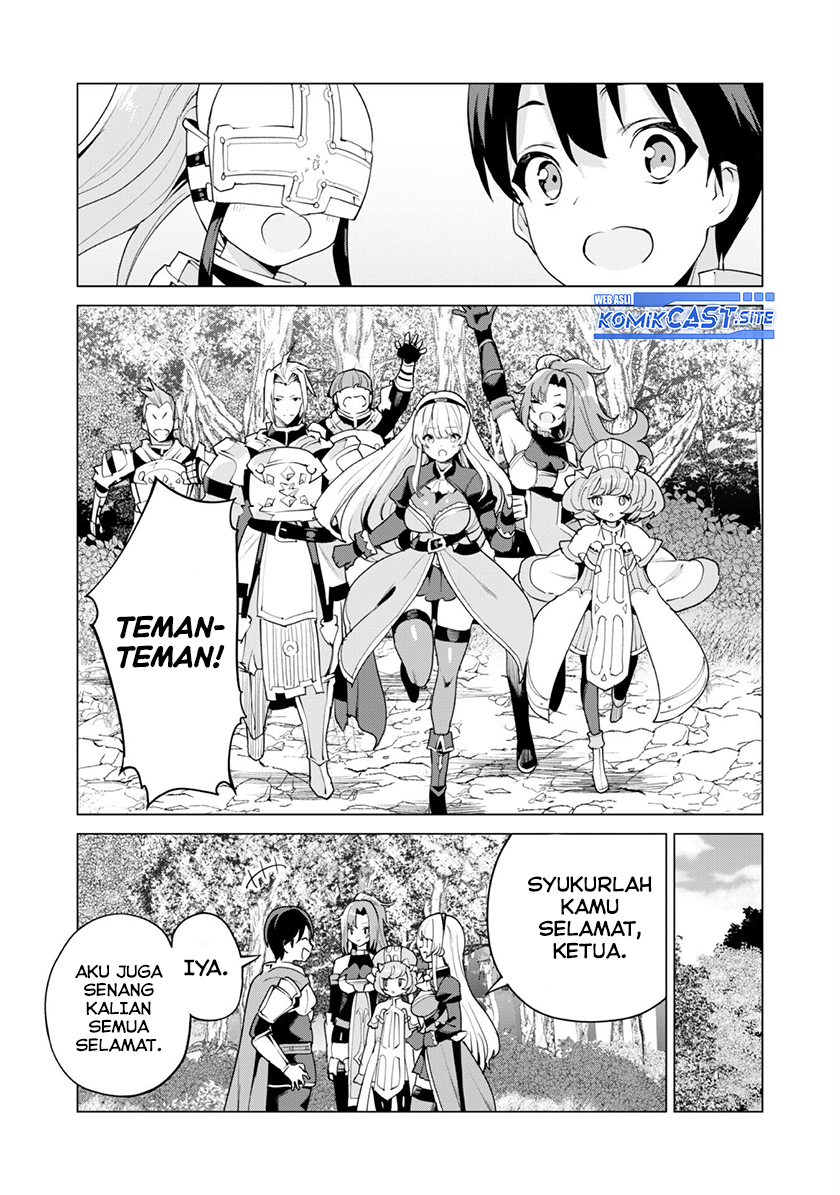 WEB ASLI
KOMIKCAST.SITE
TEMAN-
TEMAN!
SYUKURLAH
KAMU
SELAMAT,
KETUA.
IYA.
AKU JUGA
SENANG
KALIAN
SEMUA
SELAMAT.